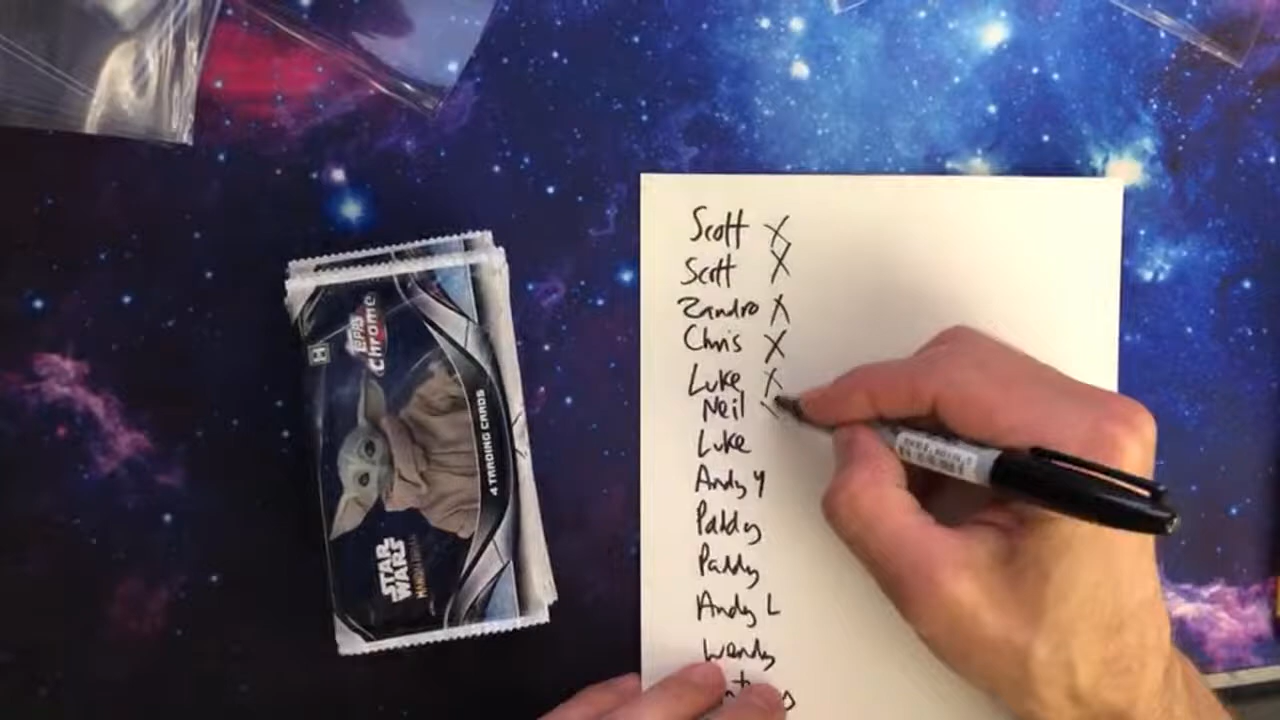 Scott X
Scott X
Zandro X
Chris X
Luke X
Neil
Luke
Andy Y
Paddy
Paddy
Andy L
Wendy
Topps
Chrome
4 TRADING CARDS
STAR
WARS
MANDALORIAN